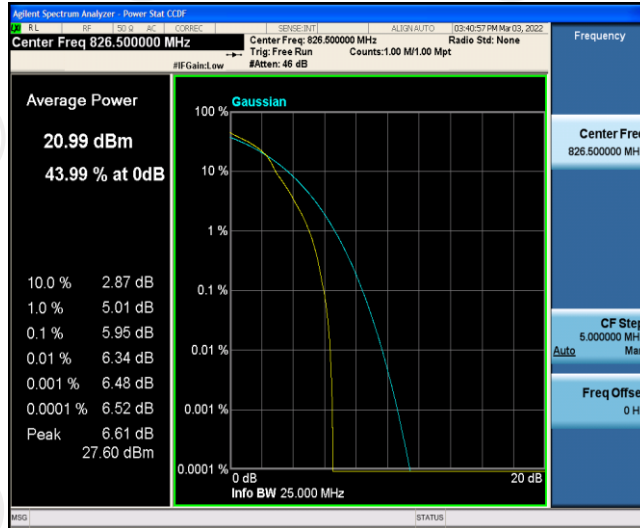 Agilent Spectrum Analyzer - Power Stat CCDF
RL RF 50 Ω AC CORREC SENSE:INT ALIGN AUTO 03:40:57 PM Mar 03, 2022
Center Freq 826.500000 MHz
Center Freq: 826.500000 MHz Radio Std: None
Trig: Free Run Counts:1.00 M/1.00 Mpt
#IFGain:Low #Atten: 46 dB
Frequency
Average Power
20.99 dBm
43.99 % at 0dB
10.0 % 2.87 dB
1.0 % 5.01 dB
0.1 % 5.95 dB
0.01 % 6.34 dB
0.001 % 6.48 dB
0.0001 % 6.52 dB
Peak 6.61 dB
27.60 dBm
Gaussian
100 %
10 %
1 %
0.1 %
0.01 %
0.001 %
0.0001 %
0 dB 20 dB
Info BW 25.000 MHz
Center Fre
826.500000 MH
CF Step
5.000000 MH
Auto Ma
Freq Offse
0 H
MSG STATUS